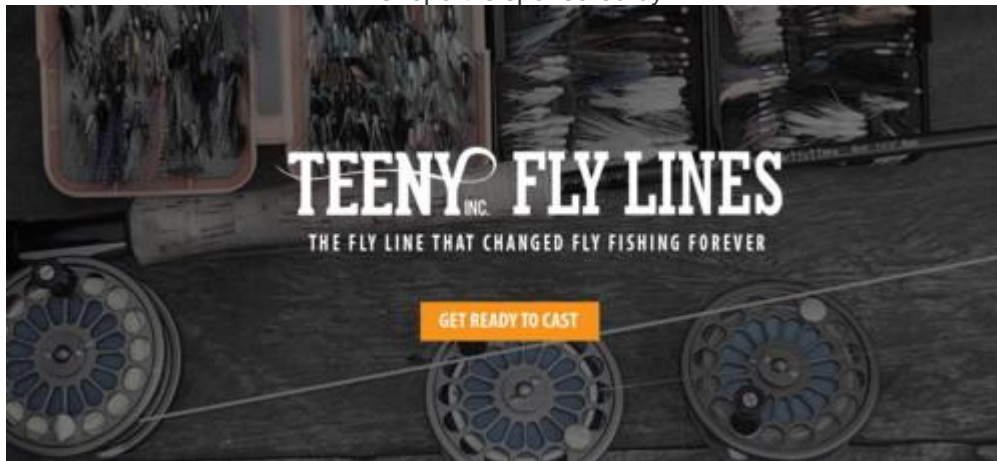 TEENY INC. FLY LINES
THE FLY LINE THAT CHANGED FLY FISHING FOREVER
GET READY TO CAST